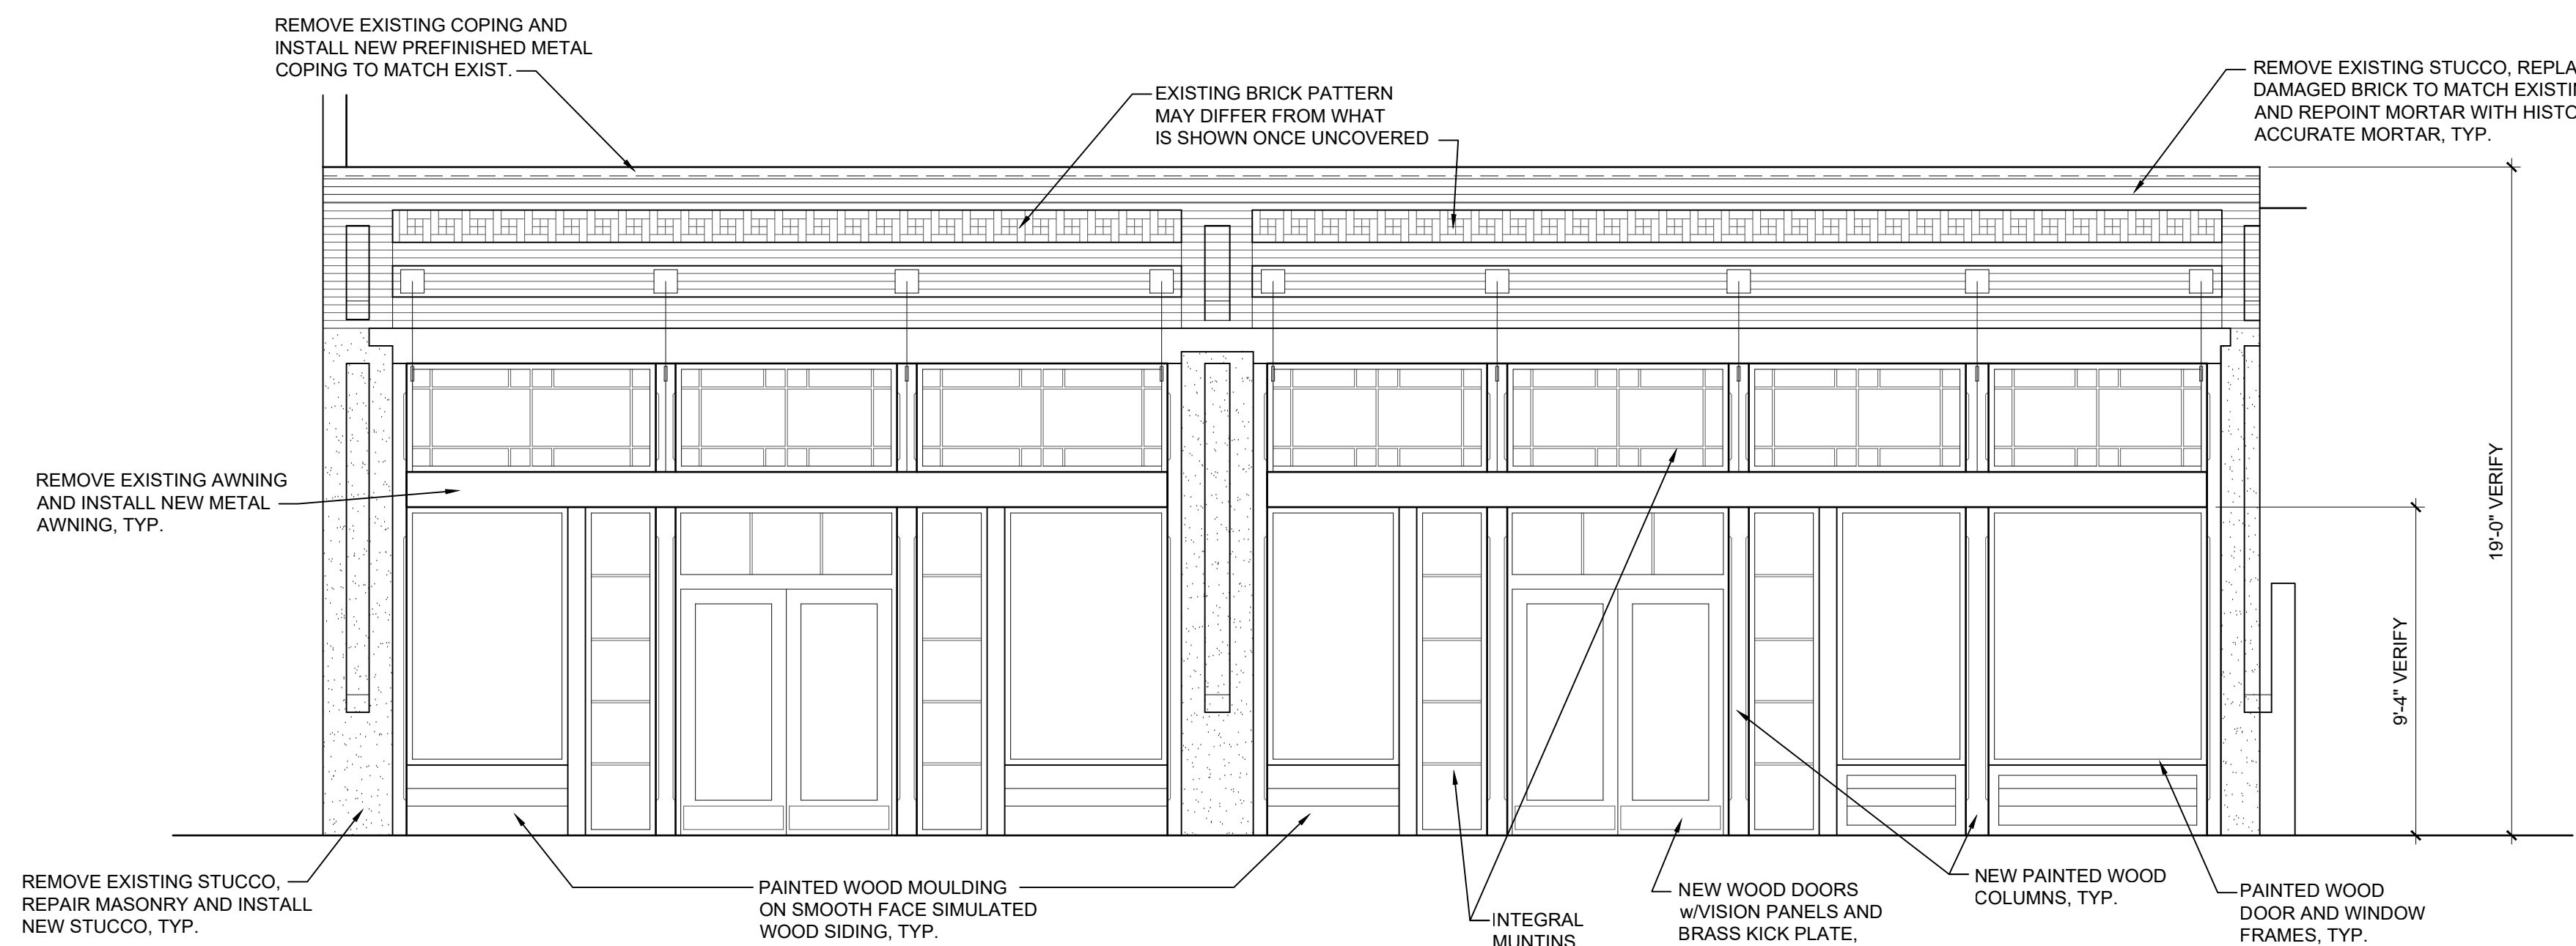 REMOVE EXISTING COPING AND
INSTALL NEW PREFINISHED METAL
COPING TO MATCH EXIST.
EXISTING BRICK PATTERN
MAY DIFFER FROM WHAT
IS SHOWN ONCE UNCOVERED
REMOVE EXISTING STUCCO,
DAMAGED BRICK TO MATCH
AND REPOINT MORTAR WITH
ACCURATE MORTAR, TYP.
REMOVE EXISTING AWNING
AND INSTALL NEW METAL
AWNING, TYP.
19'-0" VERIFY
9'-4" VERIFY
REMOVE EXISTING STUCCO,
REPAIR MASONRY AND INSTALL
NEW STUCCO, TYP.
PAINTED WOOD MOULDING
ON SMOOTH FACE SIMULATED
WOOD SIDING, TYP.
INTEGRAL
MUNTINS
NEW WOOD DOORS
w/VISION PANELS AND
BRASS KICK PLATE,
NEW PAINTED WOOD
COLUMNS, TYP.
PAINTED WOOD
DOOR AND WINDOW
FRAMES, TYP.